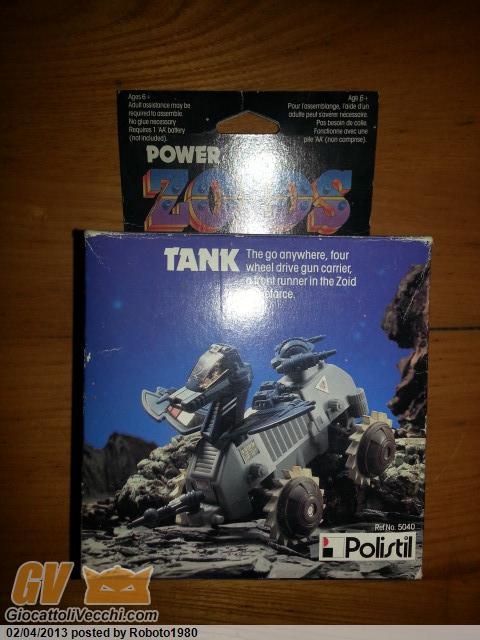 Ages 6+
Adult assistance may be
required to assemble.
No glue necessary
Requires 1 'AA' battery
(not included).
Age 6+
Pour l'assemblage, l'aide d'un
adulte peut s'avérer nécessaire.
Pas besoin de colle.
Fonctionne avec une
pile 'AA' (non comprise).
POWER
ZOIDS
TANK
The go anywhere, four
wheel drive gun carrier,
a front runner in the Zoid
Ref No. 5040
Polistil
GV
GiocattoliVecchi.com
02/04/2013 posted by Roboto1980